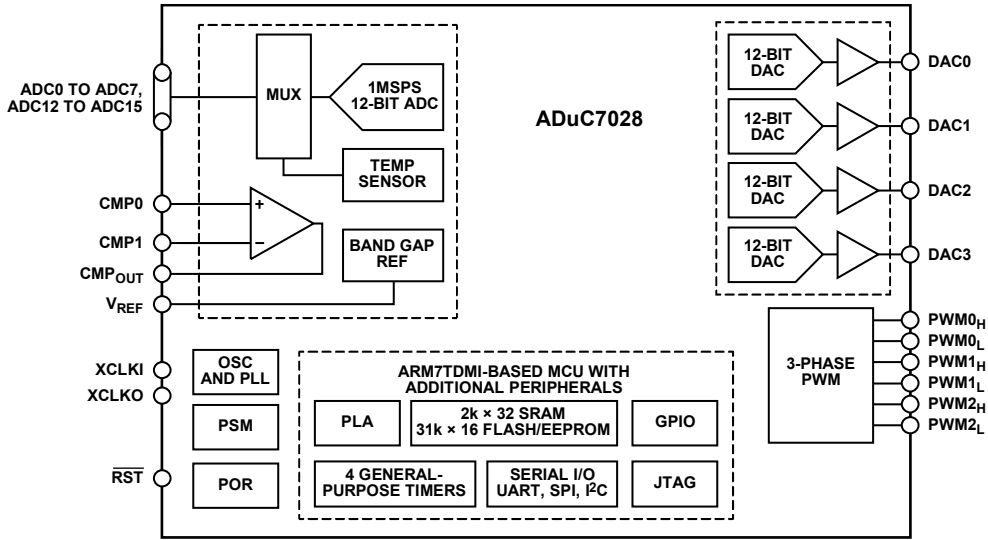 ADC0 TO ADC7,
ADC12 TO ADC15
MUX
1MSPS
12-BIT ADC
TEMP
SENSOR
CMP0
CMP1
CMPOUT
VREF
+
−
BAND GAP
REF
ADuC7028
12-BIT
DAC
DAC0
12-BIT
DAC
DAC1
12-BIT
DAC
DAC2
12-BIT
DAC
DAC3
3-PHASE
PWM
PWM0H
PWM0L
PWM1H
PWM1L
PWM2H
PWM2L
XCLKI
XCLKO
RST
OSC
AND PLL
PSM
POR
ARM7TDMI-BASED MCU WITH
ADDITIONAL PERIPHERALS
PLA
2k × 32 SRAM
31k × 16 FLASH/EEPROM
GPIO
4 GENERAL-
PURPOSE TIMERS
SERIAL I/O
UART, SPI, I²C
JTAG